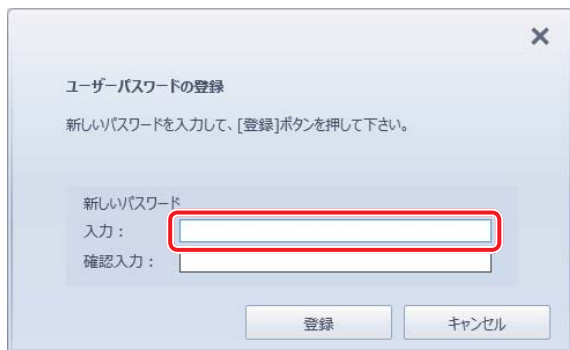 ユーザーパスワードの登録
新しいパスワードを入力して、[登録]ボタンを押して下さい。
新しいパスワード
入力：
確認入力：
登録 キャンセル